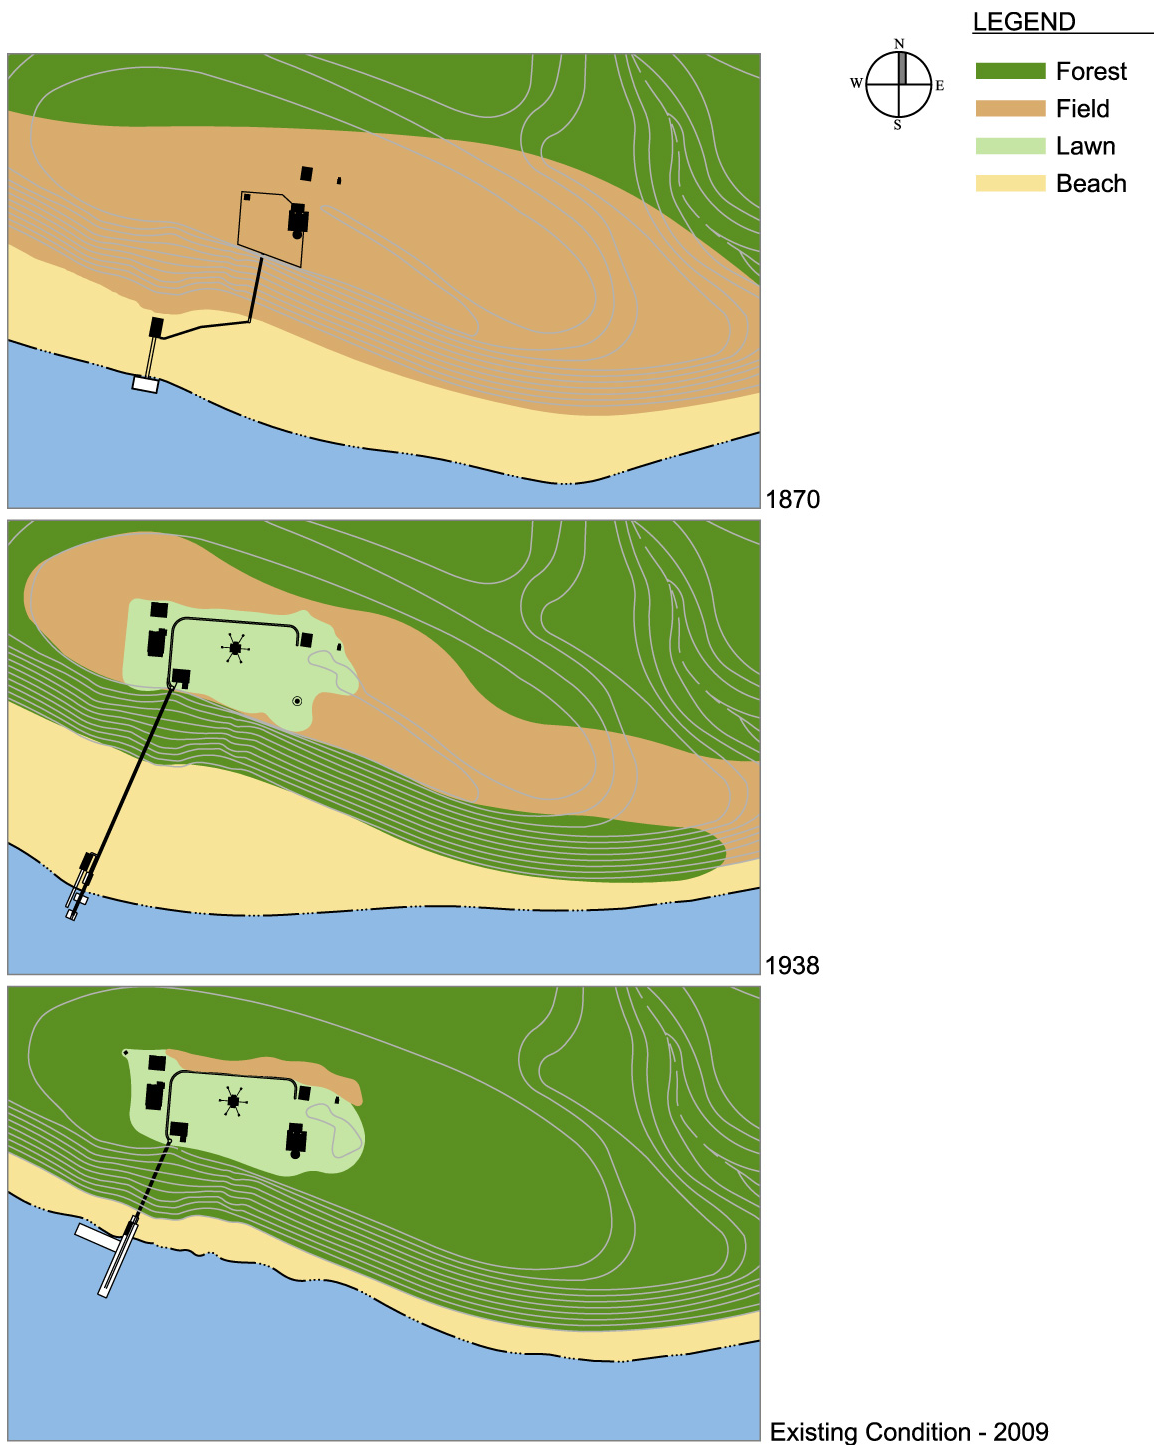 LEGEND
N
W
E
S
Forest
Field
Lawn
Beach
1870
1938
Existing Condition - 2009